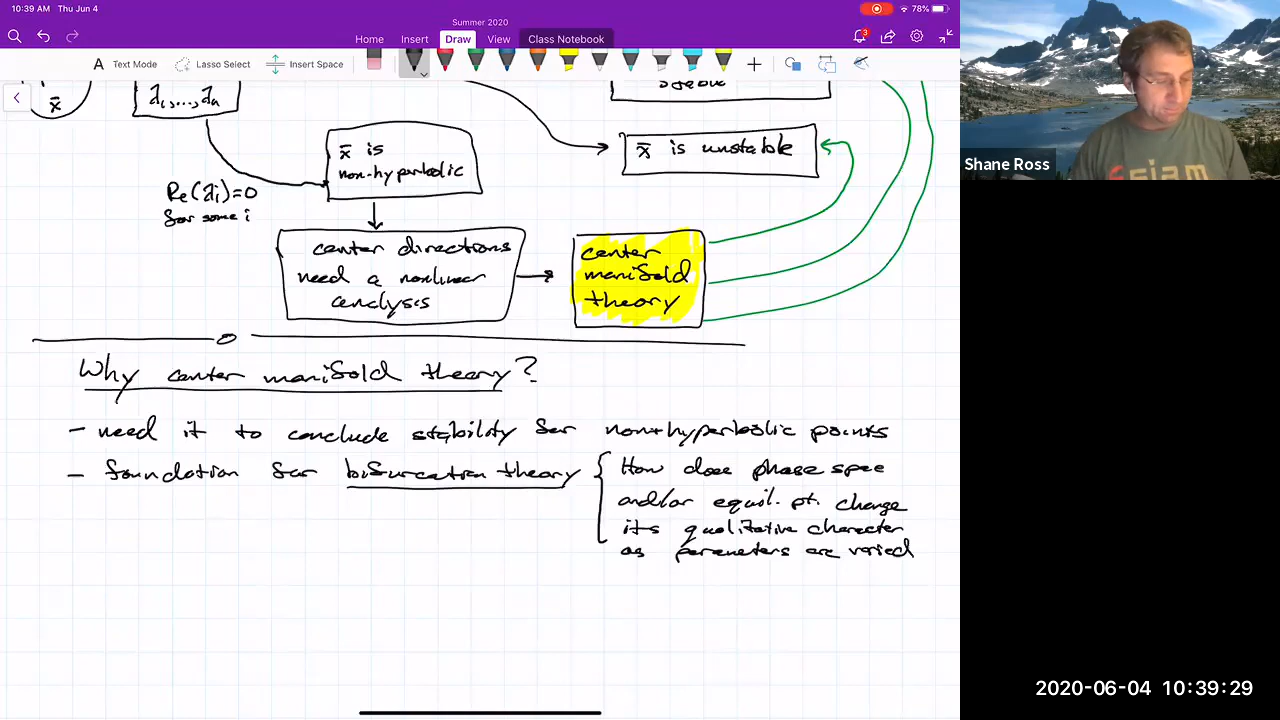 10:39 AM Thu Jun 4
78%
Summer 2020
Home Insert Draw View Class Notebook
3
A Text Mode Lasso Select Insert Space
x̄
λ1,...,λn
stable
x̄ is
non-hyperbolic
x̄ is unstable
Re(λi)=0
for some i
center directions
need a nonlinear
analysis
center
manifold
theory
Why center manifold theory?
- need it to conclude stability for non-hyperbolic points
- foundation for bifurcation theory
How does phase space
and/or equil. pt. change
its qualitative character
as parameters are varied
Shane Ross
siam
2020-06-04 10:39:29